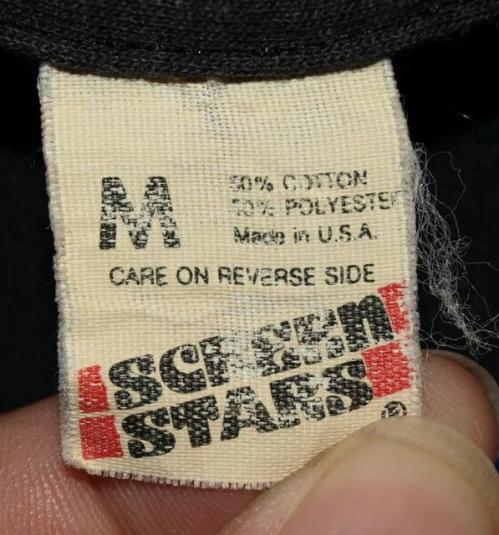 M
50% COTTON
50% POLYESTER
Made in U.S.A.
CARE ON REVERSE SIDE
SCREEN
STARS
®